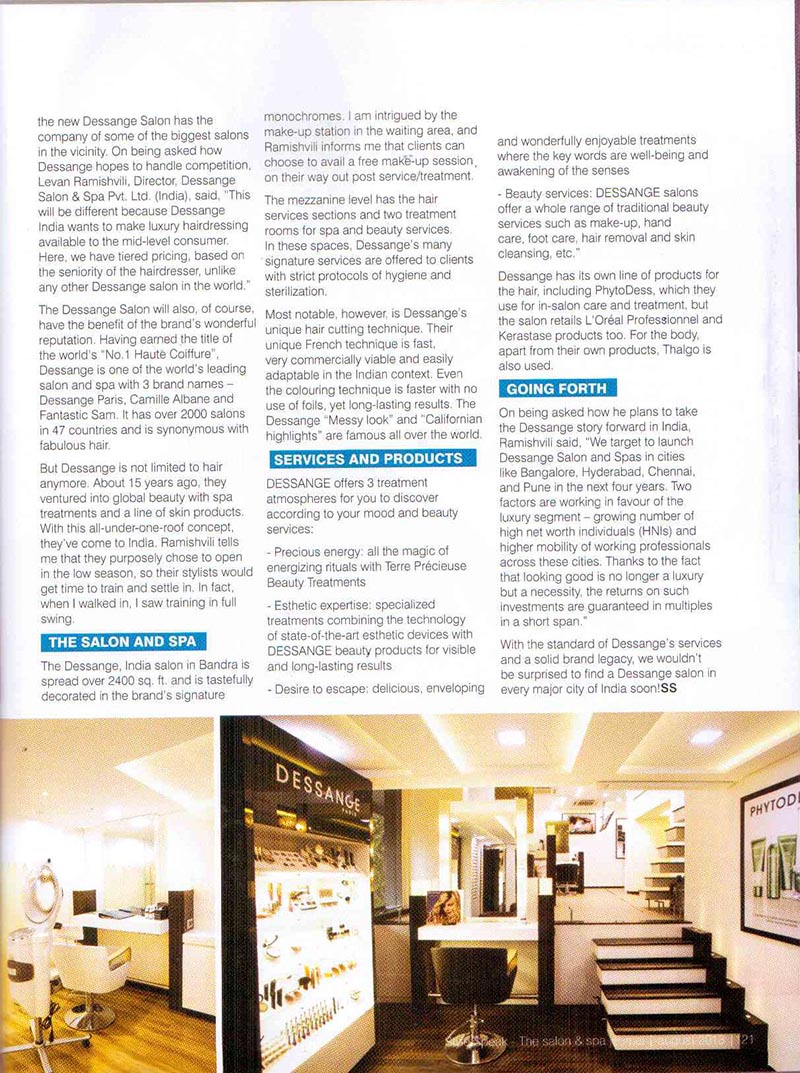 the new Dessange Salon has the
company of some of the biggest salons
in the vicinity. On being asked how
Dessange hopes to handle competition,
Levan Ramishvili, Director, Dessange
Salon & Spa Pvt. Ltd. (India), said, "This
will be different because Dessange
India wants to make luxury hairdressing
available to the mid-level consumer.
Here, we have tiered pricing, based on
the seniority of the hairdresser, unlike
any other Dessange salon in the world."
The Dessange Salon will also, of course,
have the benefit of the brand's wonderful
reputation. Having earned the title of
the world's "No.1 Haute Coiffure",
Dessange is one of the world's leading
salon and spa with 3 brand names –
Dessange Paris, Camille Albane and
Fantastic Sam. It has over 2000 salons
in 47 countries and is synonymous with
fabulous hair.
But Dessange is not limited to hair
anymore. About 15 years ago, they
ventured into global beauty with spa
treatments and a line of skin products.
With this all-under-one-roof concept,
they've come to India. Ramishvili tells
me that they purposely chose to open
in the low season, so their stylists would
get time to train and settle in. In fact,
when I walked in, I saw training in full
swing.
THE SALON AND SPA
The Dessange, India salon in Bandra is
spread over 2400 sq. ft. and is tastefully
decorated in the brand's signature
monochromes. I am intrigued by the
make-up station in the waiting area, and
Ramishvili informs me that clients can
choose to avail a free make-up session
on their way out post service/treatment.
The mezzanine level has the hair
services sections and two treatment
rooms for spa and beauty services.
In these spaces, Dessange's many
signature services are offered to clients
with strict protocols of hygiene and
sterilization.
Most notable, however, is Dessange's
unique hair cutting technique. Their
unique French technique is fast,
very commercially viable and easily
adaptable in the Indian context. Even
the colouring technique is faster with no
use of foils, yet long-lasting results. The
Dessange "Messy look" and "Californian
highlights" are famous all over the world.
SERVICES AND PRODUCTS
DESSANGE offers 3 treatment
atmospheres for you to discover
according to your mood and beauty
services:
- Precious energy: all the magic of
energizing rituals with Terre Précieuse
Beauty Treatments
- Esthetic expertise: specialized
treatments combining the technology
of state-of-the-art esthetic devices with
DESSANGE beauty products for visible
and long-lasting results
- Desire to escape: delicious, enveloping
and wonderfully enjoyable treatments
where the key words are well-being and
awakening of the senses
- Beauty services: DESSANGE salons
offer a whole range of traditional beauty
services such as make-up, hand
care, foot care, hair removal and skin
cleansing, etc."
Dessange has its own line of products for
the hair, including PhytoDess, which they
use for in-salon care and treatment, but
the salon retails L'Oréal Professionnel and
Kerastase products too. For the body,
apart from their own products, Thalgo is
also used.
GOING FORTH
On being asked how he plans to take
the Dessange story forward in India,
Ramishvili said, "We target to launch
Dessange Salon and Spas in cities
like Bangalore, Hyderabad, Chennai,
and Pune in the next four years. Two
factors are working in favour of the
luxury segment – growing number of
high net worth individuals (HNIs) and
higher mobility of working professionals
across these cities. Thanks to the fact
that looking good is no longer a luxury
but a necessity, the returns on such
investments are guaranteed in multiples
in a short span."
With the standard of Dessange's services
and a solid brand legacy, we wouldn't
be surprised to find a Dessange salon in
every major city of India soon!SS
DESSANGE
PARIS
PHYTODE
The salon & spa journal | august 2013 | 121